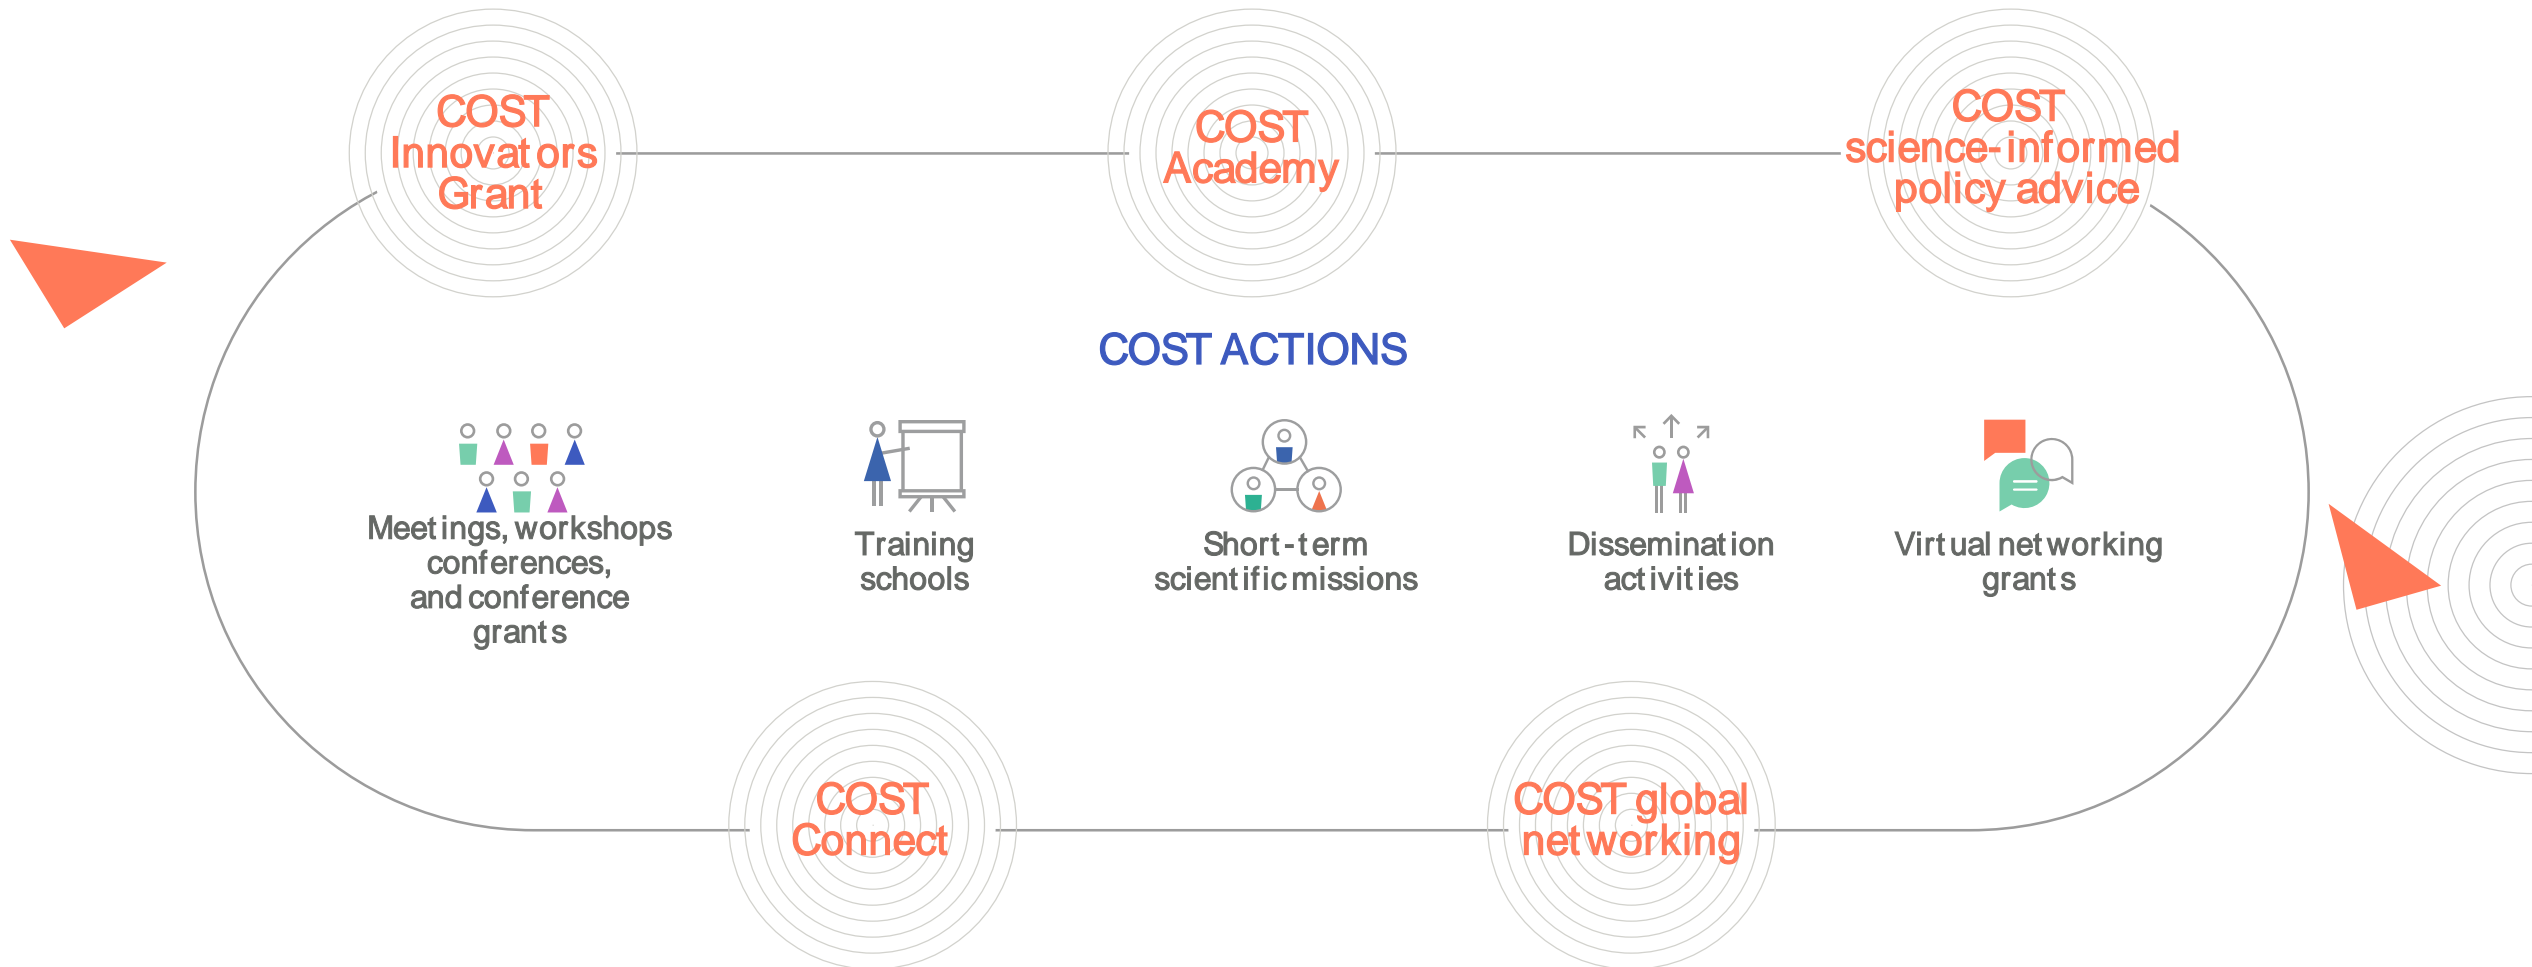 COST
Innovators
Grant
COST
Academy
COST
science-informed
policy advice
COST ACTIONS
Meetings, workshops
conferences,
and conference
grants
Training
schools
Short-term
scientific missions
Dissemination
activities
Virtual networking
grants
COST
Connect
COST global
networking